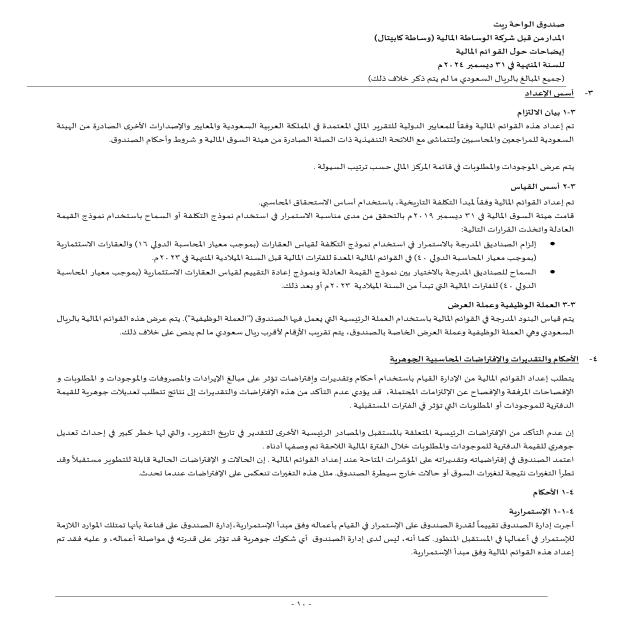 صندوق الواحة ريت
المدار من قبل شركة الوساطة المالية (وساطة كابيتال)
إيضاحات حول القوائم المالية
للسنة المنتهية في ٣١ ديسمبر ٢٠٢٤م
(جميع المبالغ بالريال السعودي ما لم يتم ذكر خلاف ذلك)
٣- أسس الإعداد
٣-١ بيان الالتزام
تم إعداد هذه القوائم المالية وفقاً للمعايير الدولية للتقرير المالي المعتمدة في المملكة العربية السعودية والمعايير والإصدارات الأخرى الصادرة من الهيئة
السعودية للمراجعين والمحاسبين ولتتماشى مع اللائحة التنفيذية ذات الصلة الصادرة من هيئة السوق المالية و شروط وأحكام الصندوق.
يتم عرض الموجودات والمطلوبات في قائمة المركز المالي حسب ترتيب السيولة .
٣-٢ أسس القياس
تم إعداد القوائم المالية وفقاً لمبدأ التكلفة التاريخية، باستخدام أساس الاستحقاق المحاسبي.
قامت هيئة السوق المالية في ٣١ ديسمبر ٢٠١٩م بالتحقق من مدى مناسبة الاستمرار في استخدام نموذج التكلفة أو السماح باستخدام نموذج القيمة
العادلة واتخذت القرارات التالية:
• إلزام الصناديق المدرجة بالاستمرار في استخدام نموذج التكلفة لقياس العقارات (بموجب معيار المحاسبة الدولي ١٦) والعقارات الاستثمارية
(بموجب معيار المحاسبة الدولي ٤٠) في القوائم المالية المعدة للفترات المالية قبل السنة الميلادية المنتهية في ٢٠٢٣م.
• السماح للصناديق المدرجة بالاختيار بين نموذج القيمة العادلة ونموذج إعادة التقييم لقياس العقارات الاستثمارية (بموجب معيار المحاسبة
الدولي ٤٠) للفترات المالية التي تبدأ من السنة الميلادية ٢٠٢٣م أو بعد ذلك.
٣-٣ العملة الوظيفية وعملة العرض
يتم قياس البنود المدرجة في القوائم المالية باستخدام العملة الرئيسية التي يعمل فيها الصندوق ("العملة الوظيفية"). يتم عرض هذه القوائم المالية بالريال
السعودي وهي العملة الوظيفية وعملة العرض الخاصة بالصندوق، يتم تقريب الأرقام لأقرب ريال سعودي ما لم ينص على خلاف ذلك.
٤- الأحكام والتقديرات والإفتراضات المحاسبية الجوهرية
يتطلب إعداد القوائم المالية من الإدارة القيام باستخدام أحكام وتقديرات وإفتراضات تؤثر على مبالغ الإيرادات والمصروفات والموجودات و المطلوبات و
الإفصاحات المرفقة والإفصاح عن الإلتزامات المحتملة، قد يؤدي عدم التأكد من هذه الإفتراضات والتقديرات إلى نتائج تتطلب تعديلات جوهرية للقيمة
الدفترية للموجودات أو المطلوبات التي تؤثر في الفترات المستقبلية .
إن عدم التأكد من الإفتراضات الرئيسية المتعلقة بالمستقبل والمصادر الرئيسية الأخرى للتقدير في تاريخ التقرير، والتي لها خطر كبير في إحداث تعديل
جوهري للقيمة الدفترية للموجودات والمطلوبات خلال الفترة المالية اللاحقة تم وصفها أدناه .
اعتمد الصندوق في إفتراضياته وتقديراته على المؤشرات المتاحة عند إعداد القوائم المالية . إن الحالات و الإفتراضات الحالية قابلة للتطوير مستقبلاً وقد
تطرأ التغيرات نتيجة لتغيرات السوق أو حالات خارج سيطرة الصندوق. مثل هذه التغيرات تنعكس على الإفتراضات عندما تحدث.
٤-١ الأحكام
٤-١-١ الإستمرارية
أجرت إدارة الصندوق تقييماً لقدرة الصندوق على الإستمرار في القيام بأعماله وفق مبدأ الإستمرارية،إدارة الصندوق على قناعة بأنها تمتلك الموارد اللازمة
للإستمرار في أعمالها في المستقبل المنظور. كما أنه، ليس لدى إدارة الصندوق أي شكوك جوهرية قد تؤثر على قدرته في مواصلة أعماله، و عليه فقد تم
إعداد هذه القوائم المالية وفق مبدأ الإستمرارية.
- ١٠ -